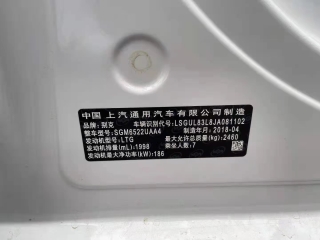 中国 上汽通用汽车有限公司制造
品牌:别克 车辆识别代号:LSGUL83L8JA081102
整车型号:SGM6522UAA4 制造年月:2018-04
发动机型号:LTG 最大允许总质量(kg):2460
发动机排量(mL):1998 乘坐人数:7
发动机最大净功率(kW):186